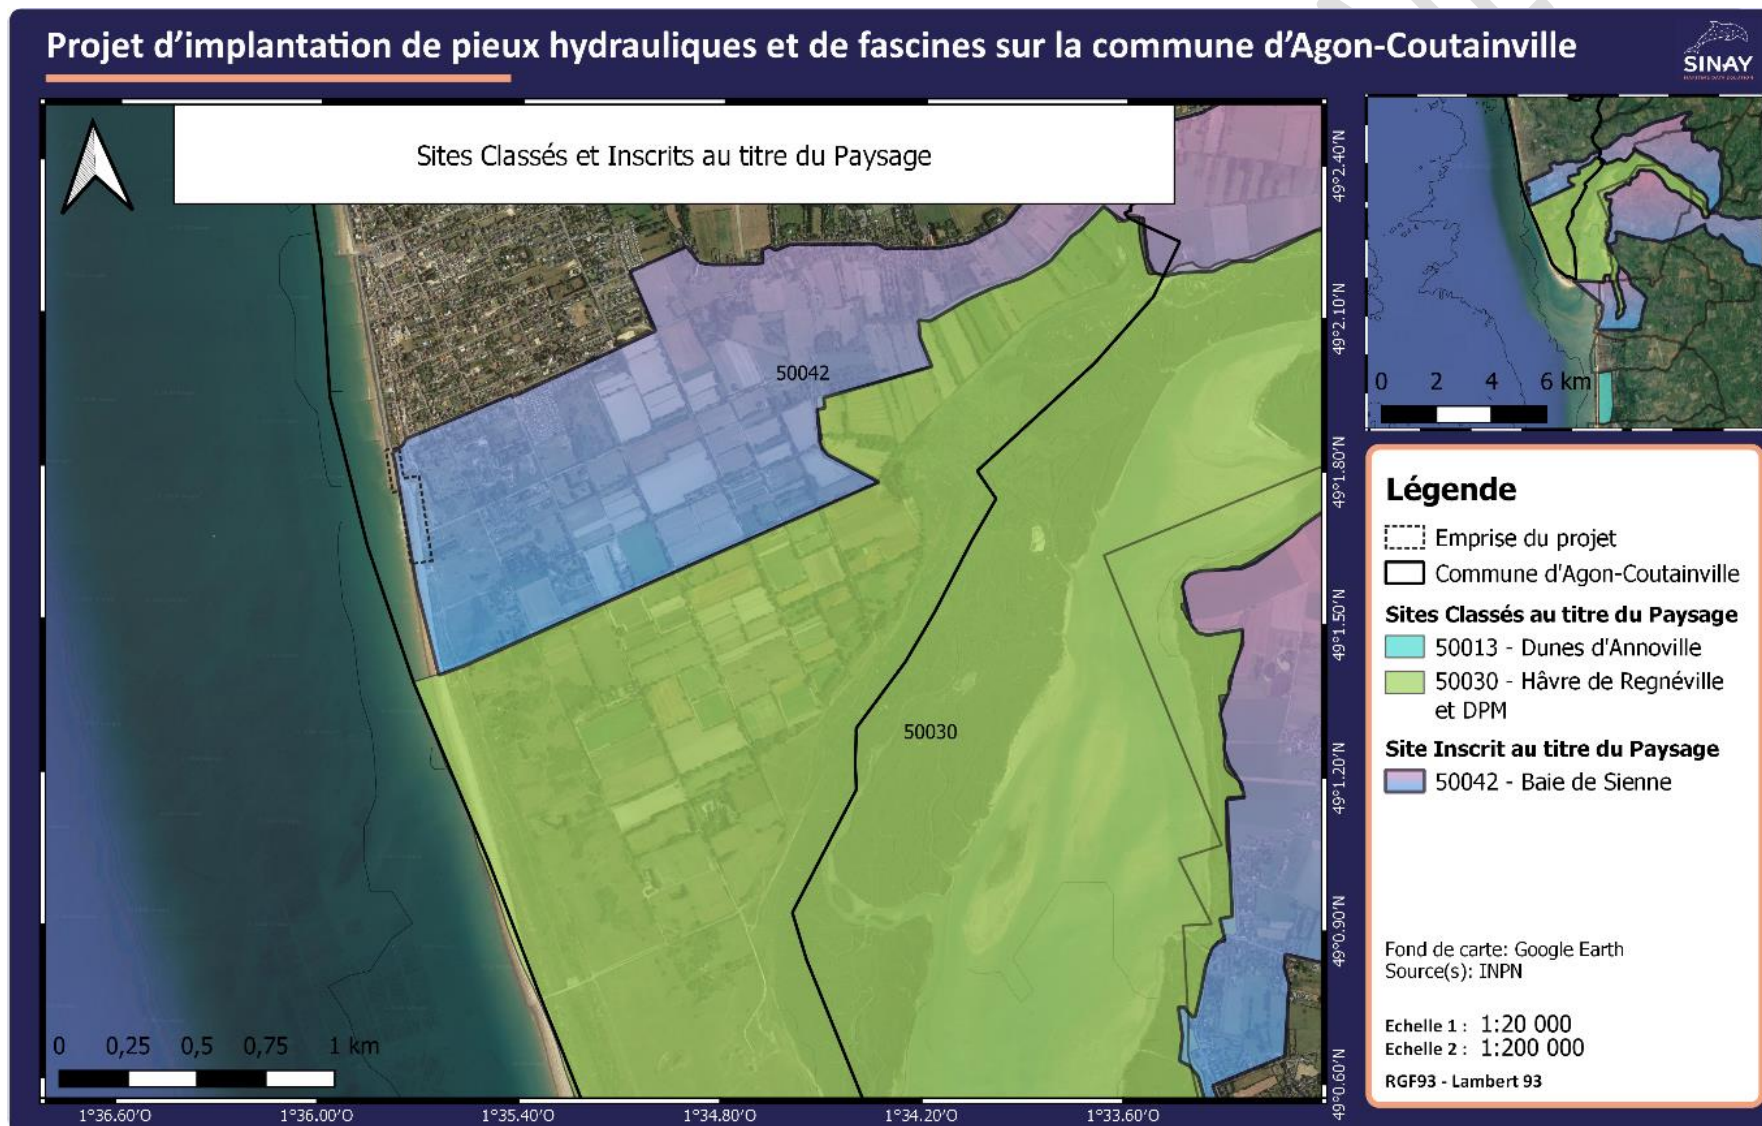 Projet d'implantation de pieux hydrauliques et de fascines sur la commune d'Agon-Coutainville
SINAY
Sites Classés et Inscrits au titre du Paysage
50042
50030
0 0,25 0,5 0,75 1 km
1°36.60'O 1°36.00'O 1°35.40'O 1°34.80'O 1°34.20'O 1°33.60'O
49°2.40'N
49°2.10'N
49°1.80'N
49°1.50'N
49°1.20'N
49°0.90'N
49°0.60'N
0 2 4 6 km
Légende
Emprise du projet
Commune d'Agon-Coutainville
Sites Classés au titre du Paysage
50013 - Dunes d'Annoville
50030 - Hâvre de Regnéville
et DPM
Site Inscrit au titre du Paysage
50042 - Baie de Sienne
Fond de carte: Google Earth
Source(s): INPN
Echelle 1 : 1:20 000
Echelle 2 : 1:200 000
RGF93 - Lambert 93